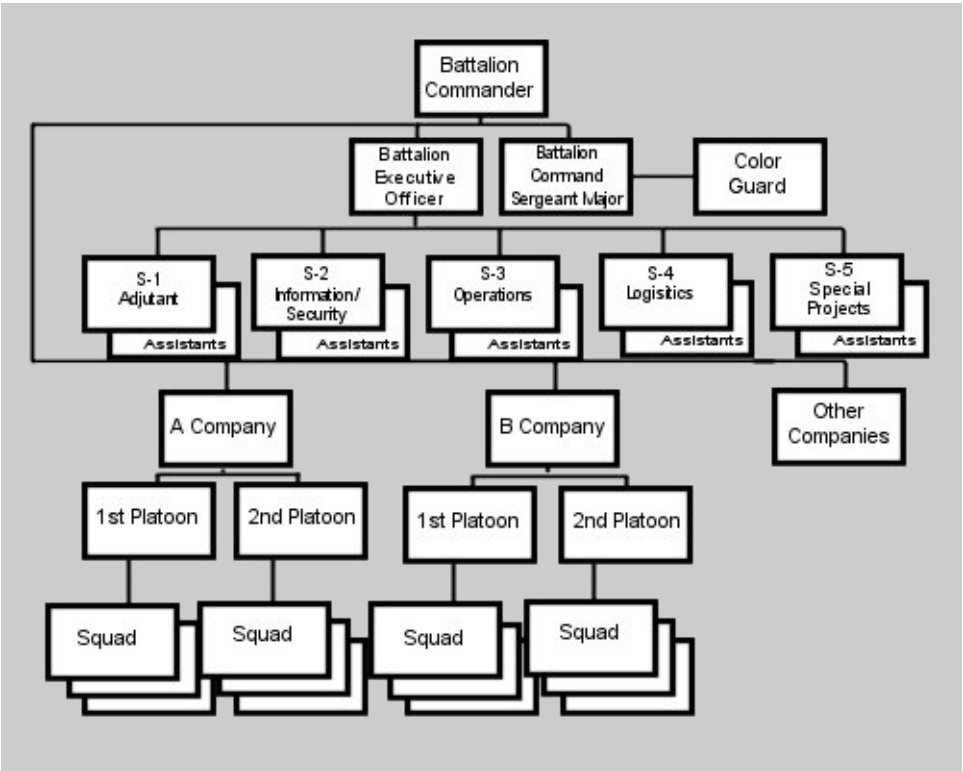 Battalion
Commander
Battalion
Executive
Officer
Battalion
Command
Sergeant Major
Color
Guard
S-1
Adjutant
Assistants
S-2
Information/
Security
Assistants
S-3
Operations
Assistants
S-4
Logisitics
Assistants
S-5
Special
Projects
Assistants
A Company
B Company
Other
Companies
1st Platoon
2nd Platoon
1st Platoon
2nd Platoon
Squad
Squad
Squad
Squad